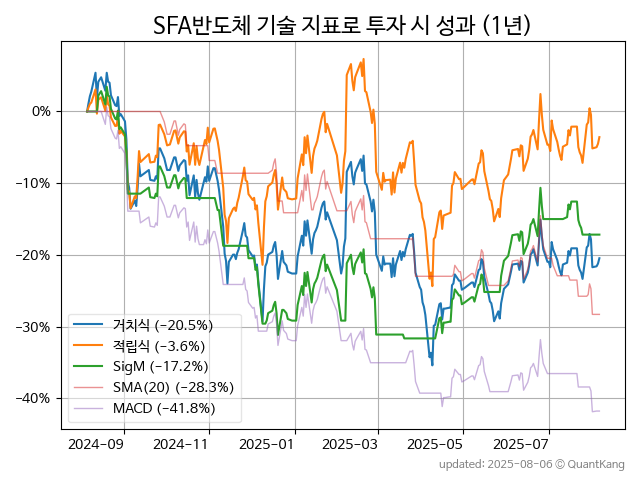 SFA반도체 기술 지표로 투자 시 성과 (1년)
0%
−10%
−20%
−30%
−40%
거치식 (−20.5%)
적립식 (−3.6%)
SigM (−17.2%)
SMA(20) (−28.3%)
MACD (−41.8%)
2024-09 2024-11 2025-01 2025-03 2025-05 2025-07
updated: 2025-08-06 © QuantKang